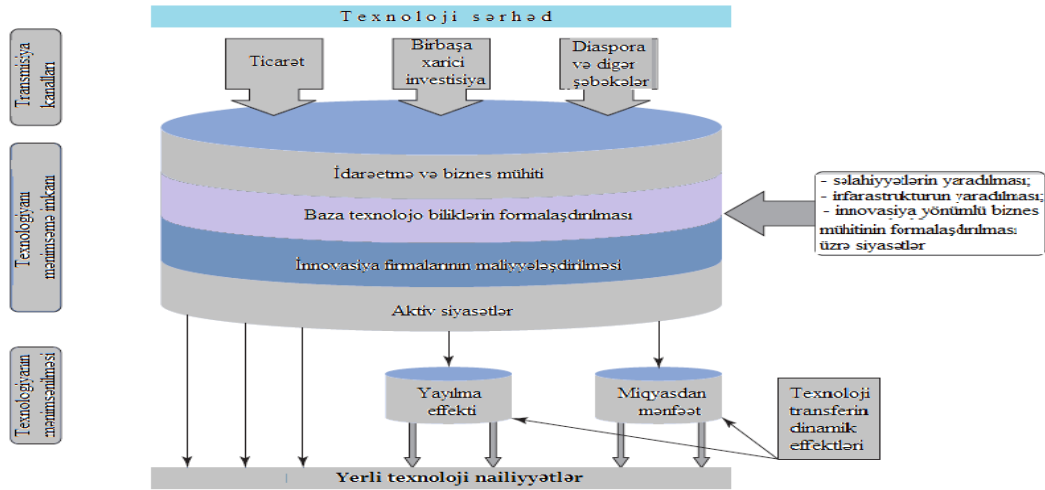 Texnoloji sərhəd
Transmisiya
kanalları
Ticarət
Birbaşa
xarici
investisiya
Diaspora
və digər
şəbəkələr
Texnologiyanı
mənimsəmə imkanı
İdarəetmə və biznes mühiti
Baza texnolojo biliklərin formalaşdırılması
İnnovasiya firmalarının maliyyələşdirilməsi
Aktiv siyasətlər
- səlahiyyətlərin yaradılması;
- irfarastrukturun yaradılması;
- innovasiya yönümlü biznes
mühitinin formalaşdırılması
üzrə siyasətlər
Texnologiyanın
mənimsənilməsi
Yayılma
effekti
Miqyasdan
mənfəət
Texnoloji
transferin
dinamik
effektləri
Yerli texnoloji nailiyyətlər